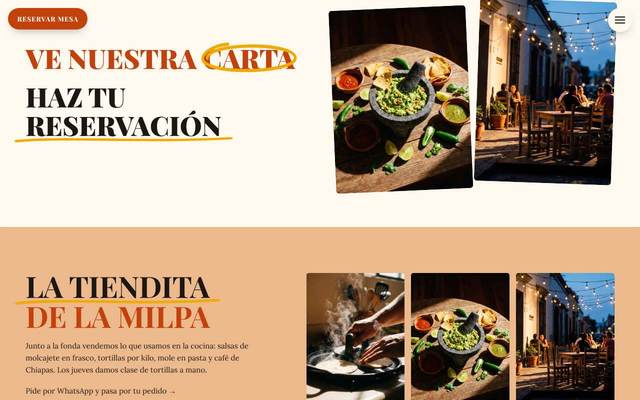 RESERVAR MESA
VE NUESTRA CARTA
HAZ TU
RESERVACIÓN
LA TIENDITA
DE LA MILPA
Junto a la fonda vendemos lo que usamos en la cocina: salsas de
molcajete en frasco, tortillas por kilo, mole en pasta y café de
Chiapas. Los jueves damos clase de tortillas a mano.
Pide por WhatsApp y pasa por tu pedido →